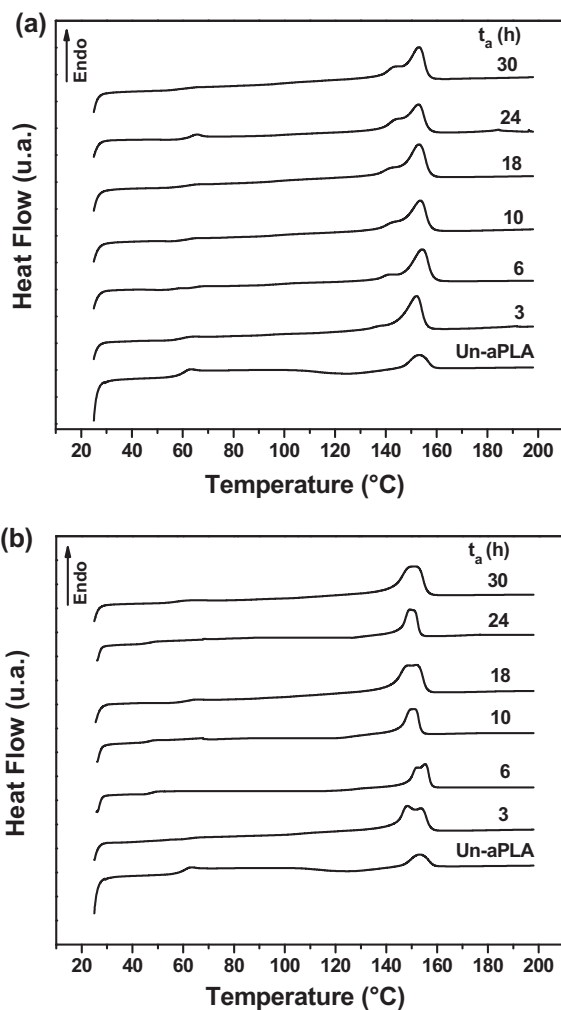 (a)
Endo
t_a (h)
30
24
18
10
6
3
Un-aPLA
Heat Flow (u.a.)
20 40 60 80 100 120 140 160 180 200
Temperature (°C)
(b)
Endo
t_a (h)
30
24
18
10
6
3
Un-aPLA
Heat Flow (u.a.)
20 40 60 80 100 120 140 160 180 200
Temperature (°C)